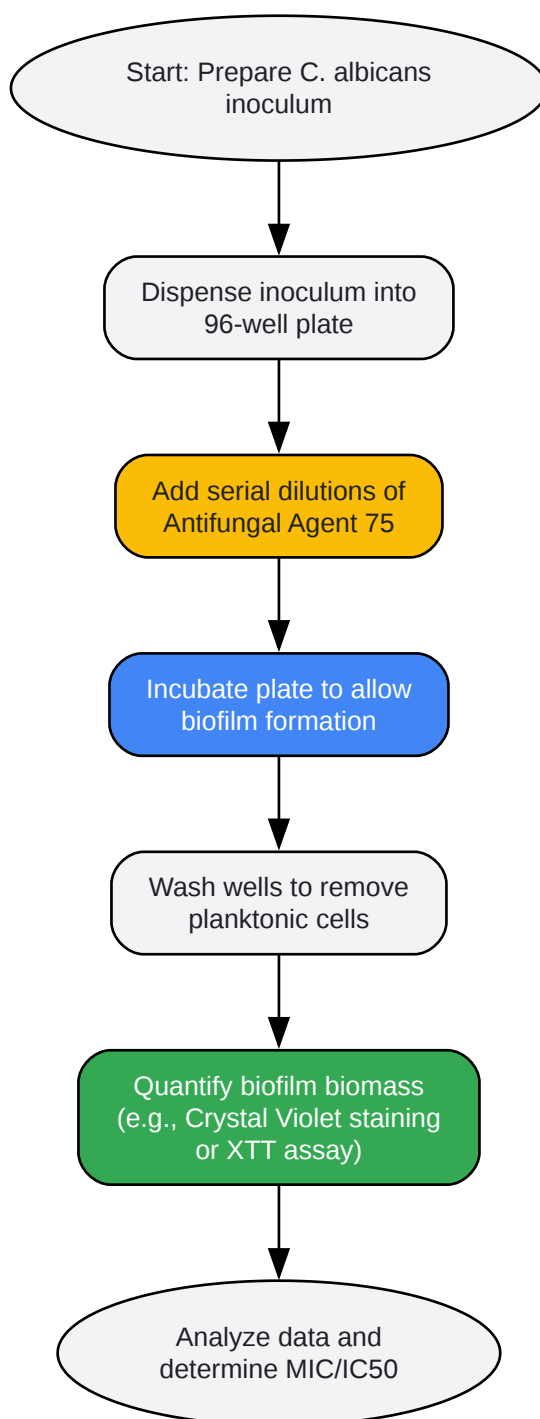 Start: Prepare C. albicans
inoculum
Dispense inoculum into
96-well plate
Add serial dilutions of
Antifungal Agent 75
Incubate plate to allow
biofilm formation
Wash wells to remove
planktonic cells
Quantify biofilm biomass
(e.g., Crystal Violet staining
or XTT assay)
Analyze data and
determine MIC/IC50